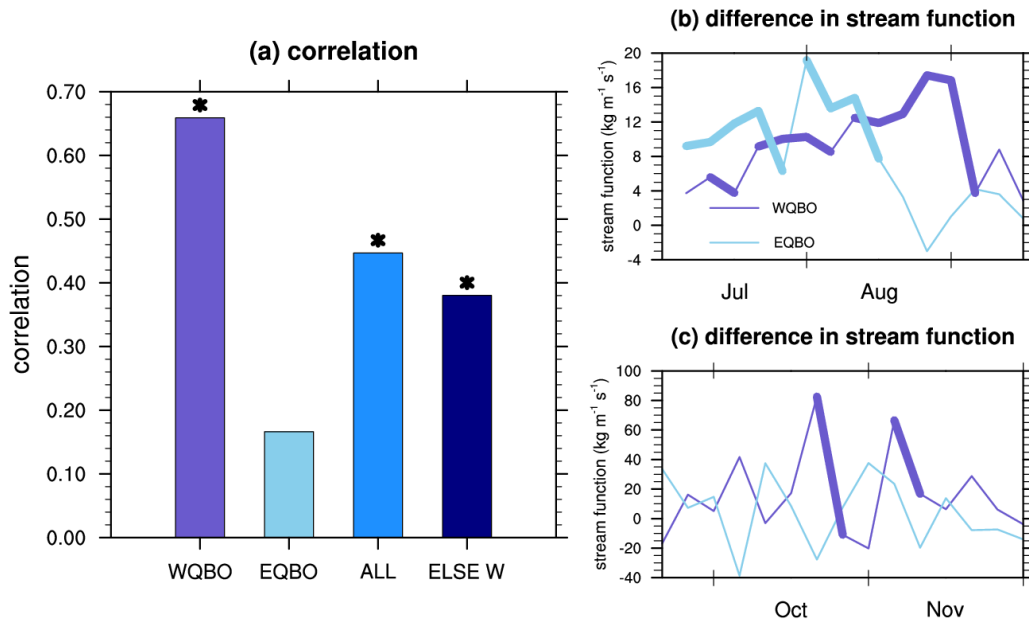 (a) correlation
correlation
0.70
0.60
0.50
0.40
0.30
0.20
0.10
0.00
*
*
*
WQBO EQBO ALL ELSE W
(b) difference in stream function
stream function (kg m⁻¹ s⁻¹)
20
16
12
8
4
0
-4
WQBO
EQBO
Jul Aug
(c) difference in stream function
stream function (kg m⁻¹ s⁻¹)
100
80
60
40
20
0
-20
-40
Oct Nov